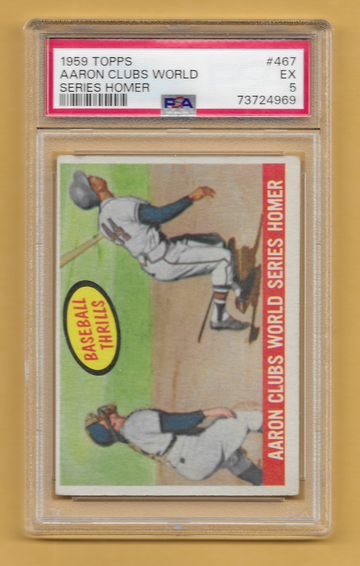 1959 TOPPS #467
AARON CLUBS WORLD EX
SERIES HOMER 5
PSA 73724969
BASEBALL
THRILLS
AARON CLUBS WORLD SERIES HOMER
44